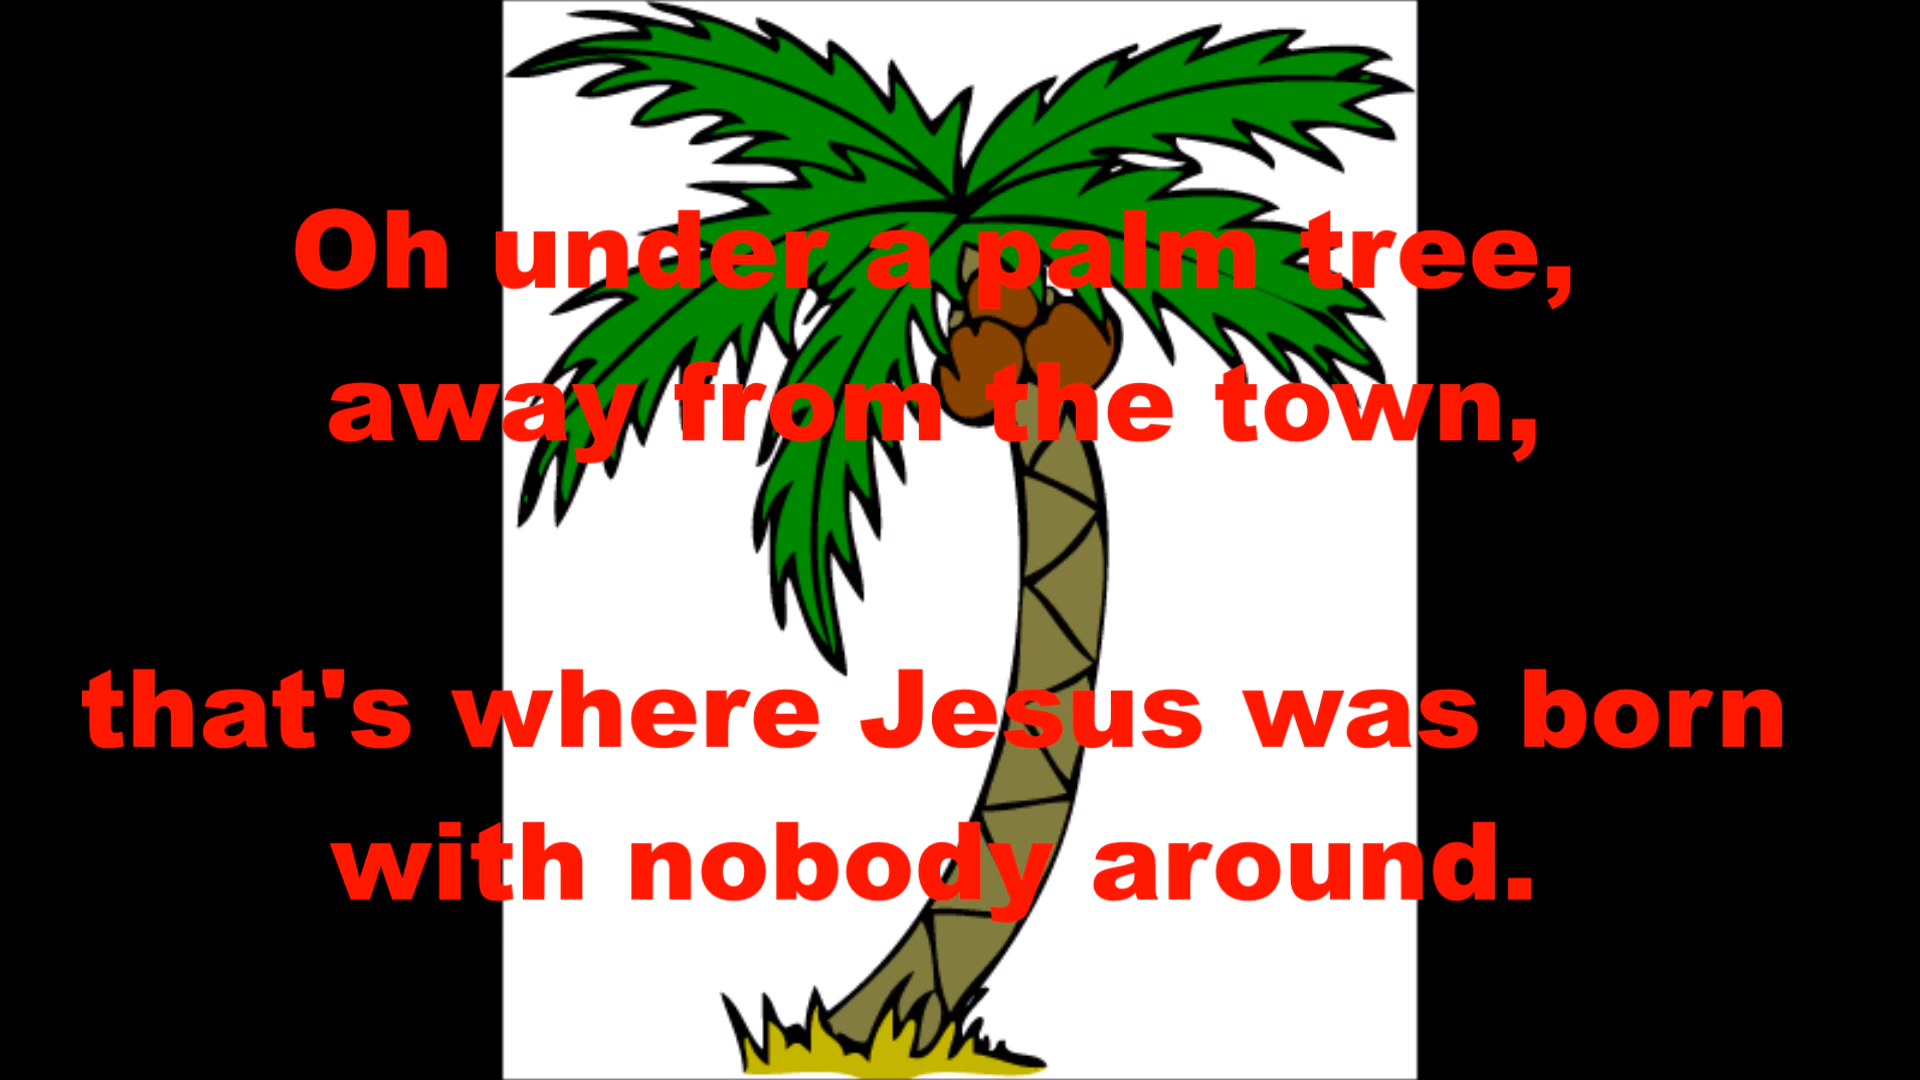 Oh under a palm tree,
away from the town,
that's where Jesus was born
with nobody around.